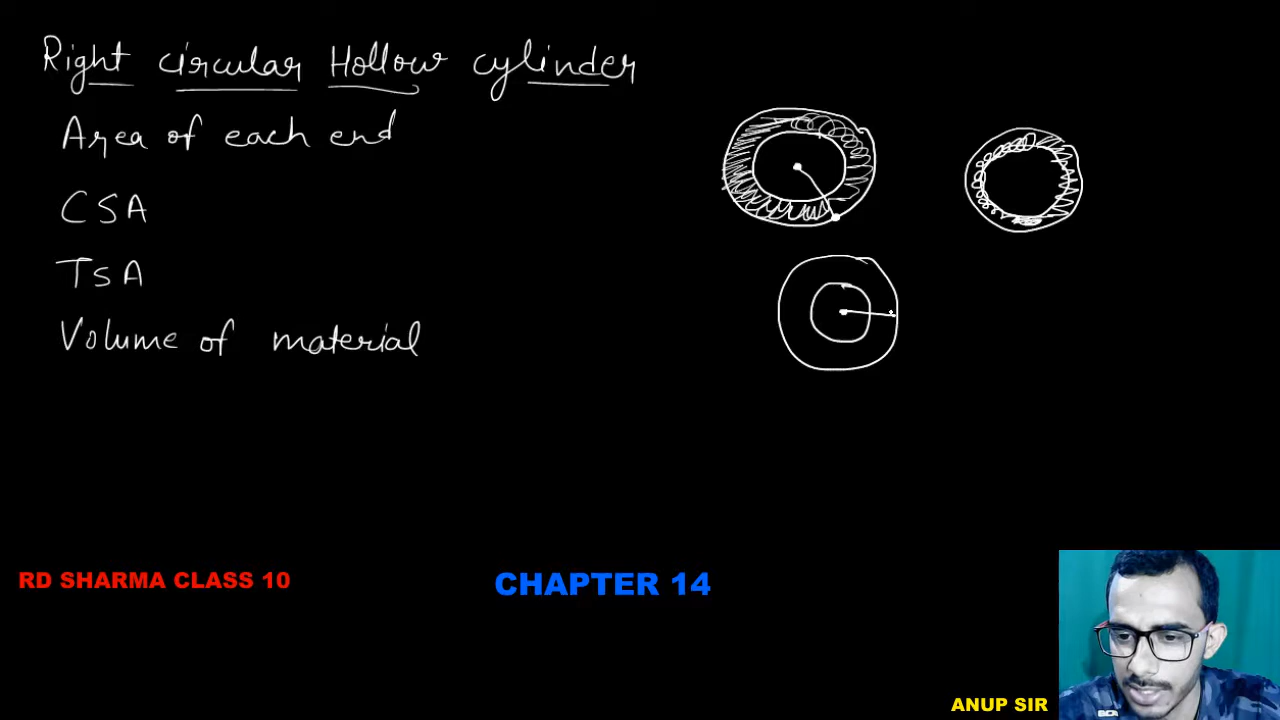 Right circular Hollow cylinder
Area of each end
CSA
TSA
Volume of material
RD SHARMA CLASS 10
CHAPTER 14
ANUP SIR